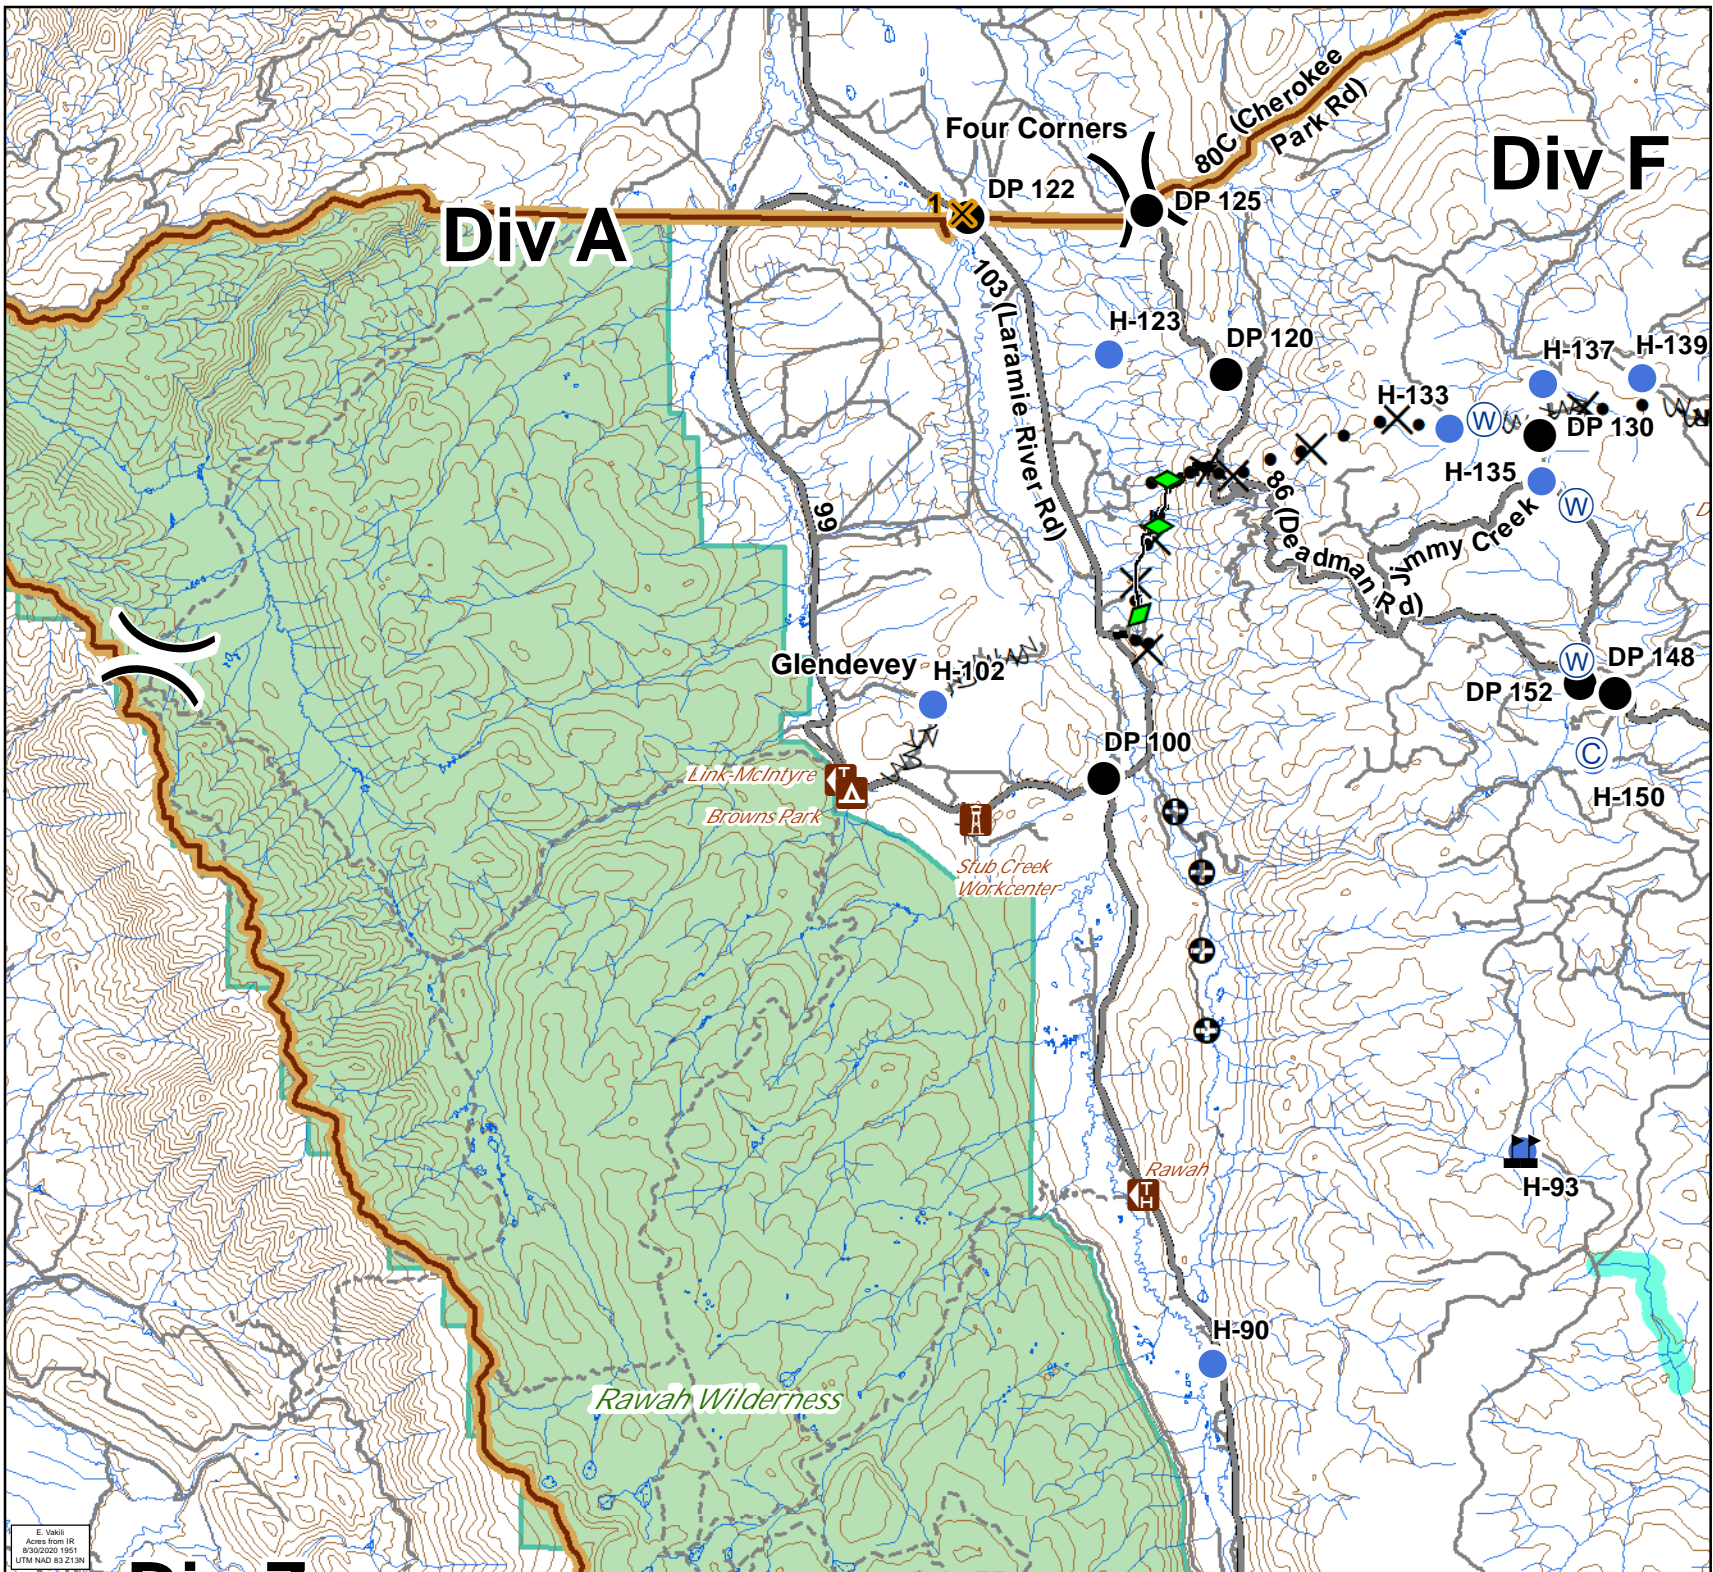 80C (Cherokee
Park Rd)
Four Corners
Div F
DP 122
DP 125
1
Div A
103 (Laramie River Rd)
H-123
DP 120
H-137
H-139
H-133
W
DP 130
H-135
W
99
86 (Deadman Rd)
Jimmy Creek
Glendevey
H-102
W
DP 148
DP 152
DP 100
C
H-150
Link-McIntyre
T
Browns Park
Stub Creek
Workcenter
Rawah
TH
H-93
H-90
Rawah Wilderness
E. Vakili
Acres from IR
8/30/2020 1951
UTM NAD 83 Z13N